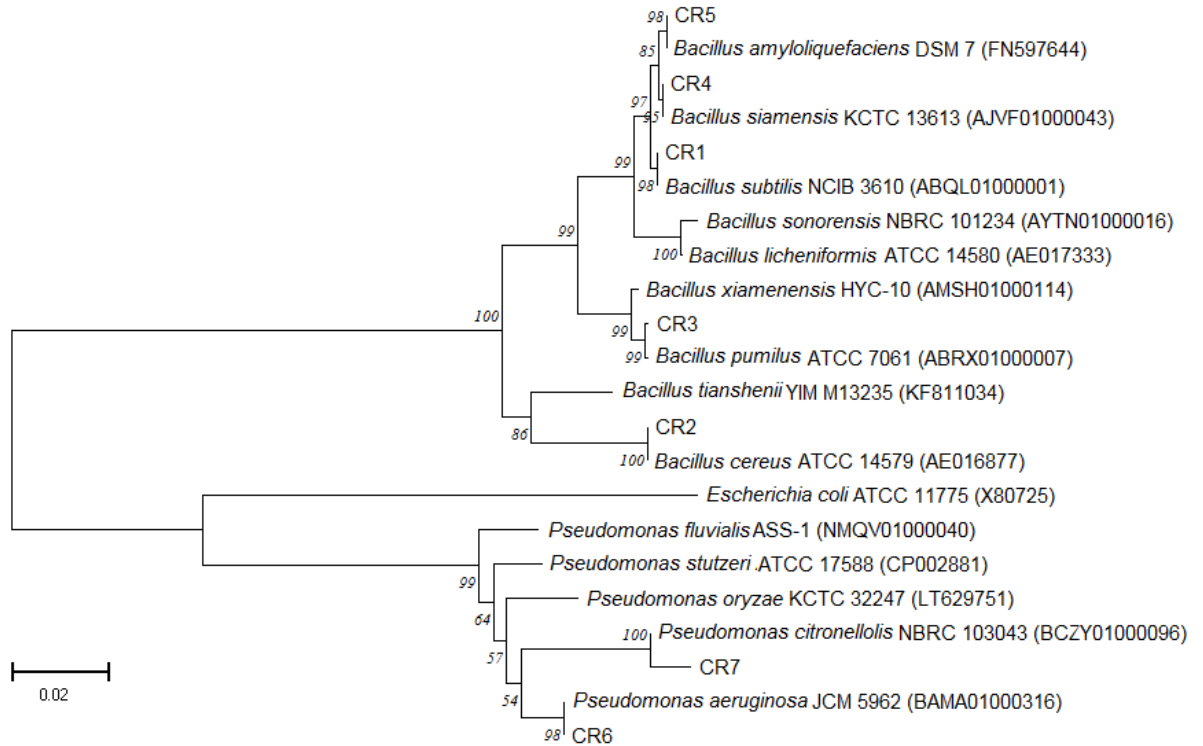 98 CR5
85 Bacillus amyloliquefaciens DSM 7 (FN597644)
CR4
97
95 Bacillus siamensis KCTC 13613 (AJVF01000043)
99 CR1
98 Bacillus subtilis NCIB 3610 (ABQL01000001)
Bacillus sonorensis NBRC 101234 (AYTN01000016)
99
100 Bacillus licheniformis ATCC 14580 (AE017333)
Bacillus xiamenensis HYC-10 (AMSH01000114)
100 99 CR3
99 Bacillus pumilus ATCC 7061 (ABRX01000007)
Bacillus tianshenii YIM M13235 (KF811034)
86 CR2
100 Bacillus cereus ATCC 14579 (AE016877)
Escherichia coli ATCC 11775 (X80725)
Pseudomonas fluvialis ASS-1 (NMQV01000040)
Pseudomonas stutzeri .ATCC 17588 (CP002881)
99
Pseudomonas oryzae KCTC 32247 (LT629751)
64
100 Pseudomonas citronellolis NBRC 103043 (BCZY01000096)
57
CR7
54 Pseudomonas aeruginosa JCM 5962 (BAMA01000316)
98 CR6
0.02